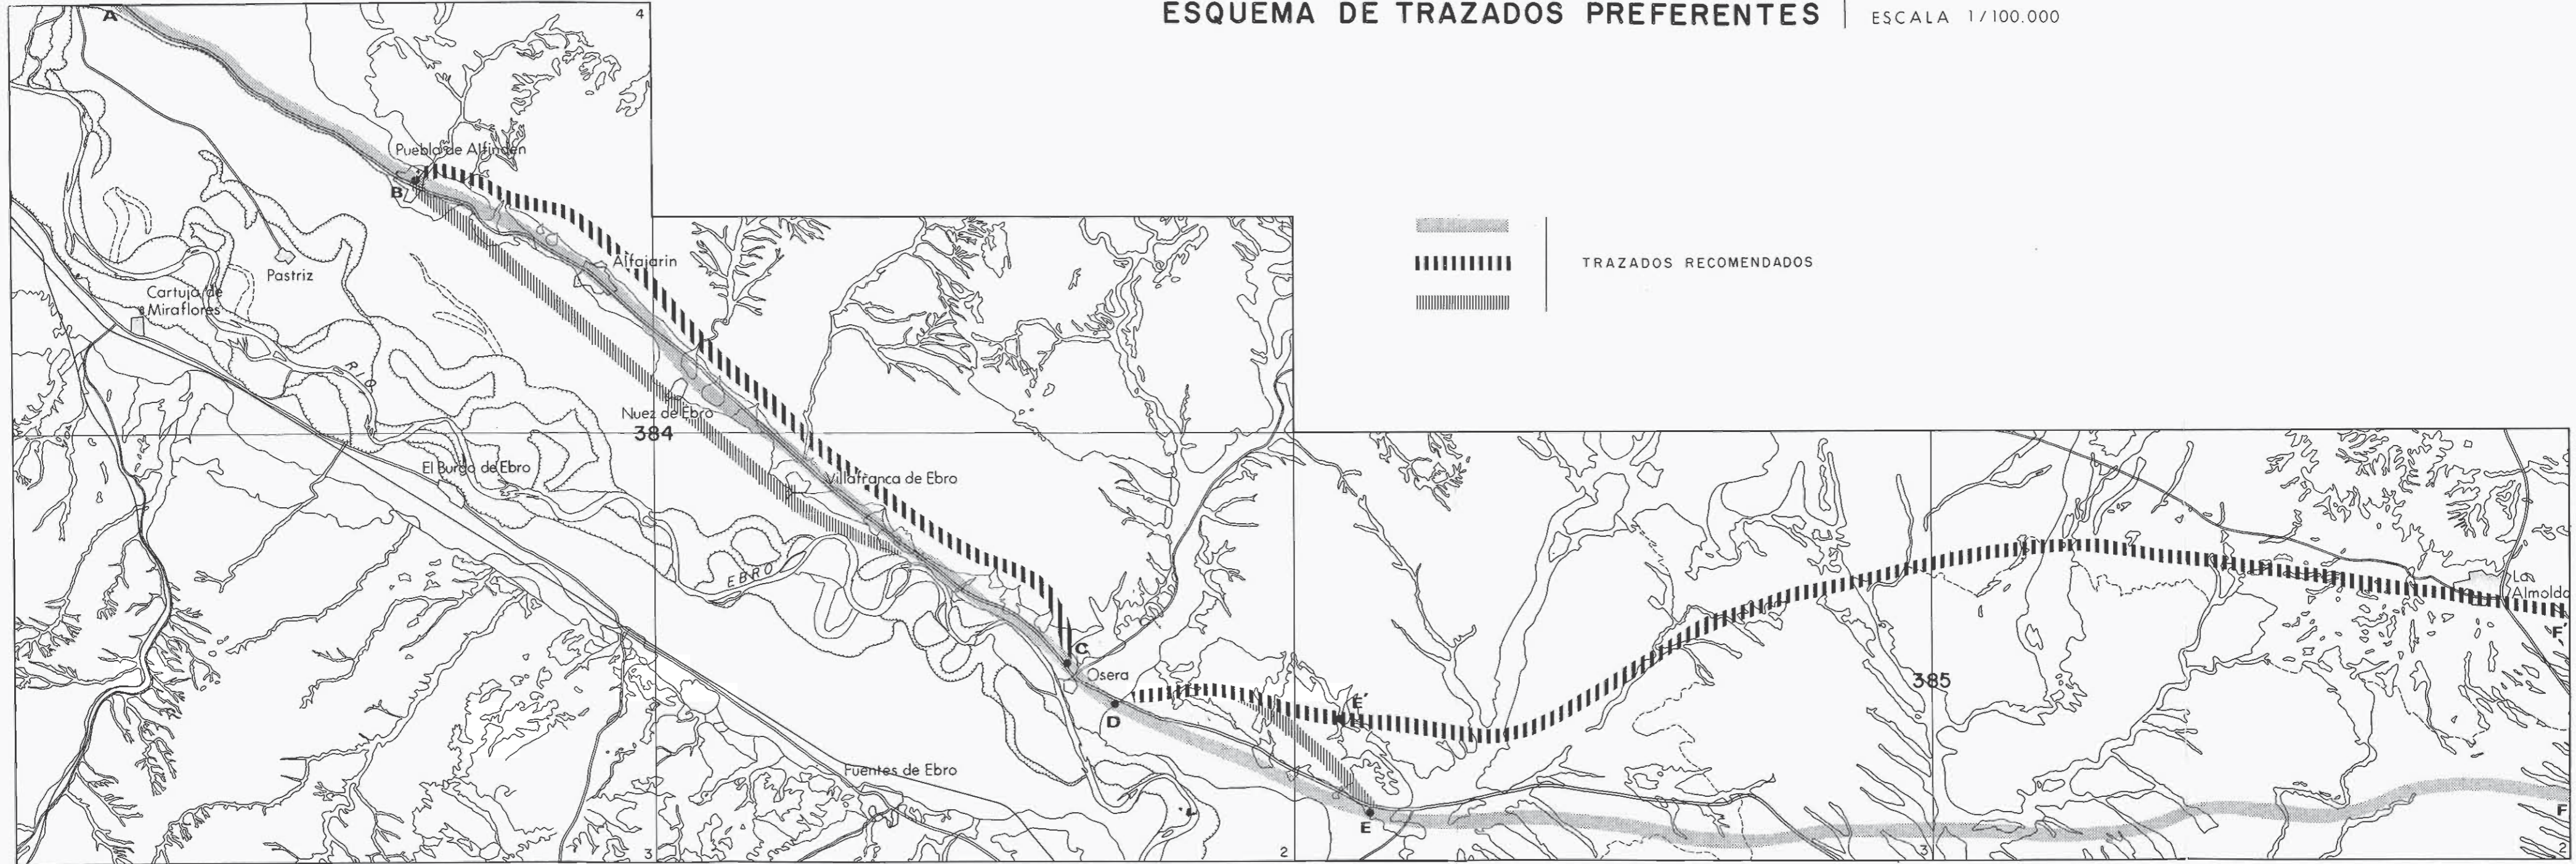 ESQUEMA DE TRAZADOS PREFERENTES
ESCALA 1/100.000
A
4
Puebla de Alfinden
B
Alfajarin
Pastriz
Cartuja de
Miraflores
RIO
TRAZADOS RECOMENDADOS
Nuez de Ebro
384
El Burgo de Ebro
Villafranca de Ebro
EBRO
La
Almolda
F'
C
Osera
385
E'
D
Fuentes de Ebro
F
E
3
2
3
2